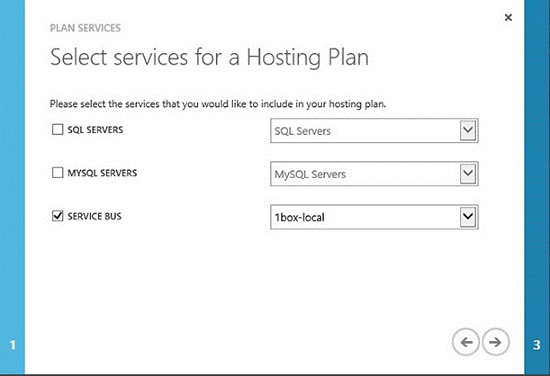 PLAN SERVICES
Select services for a Hosting Plan
Please select the services that you would like to include in your hosting plan.
SQL SERVERS SQL Servers
MYSQL SERVERS MySQL Servers
SERVICE BUS 1box-local
1 3